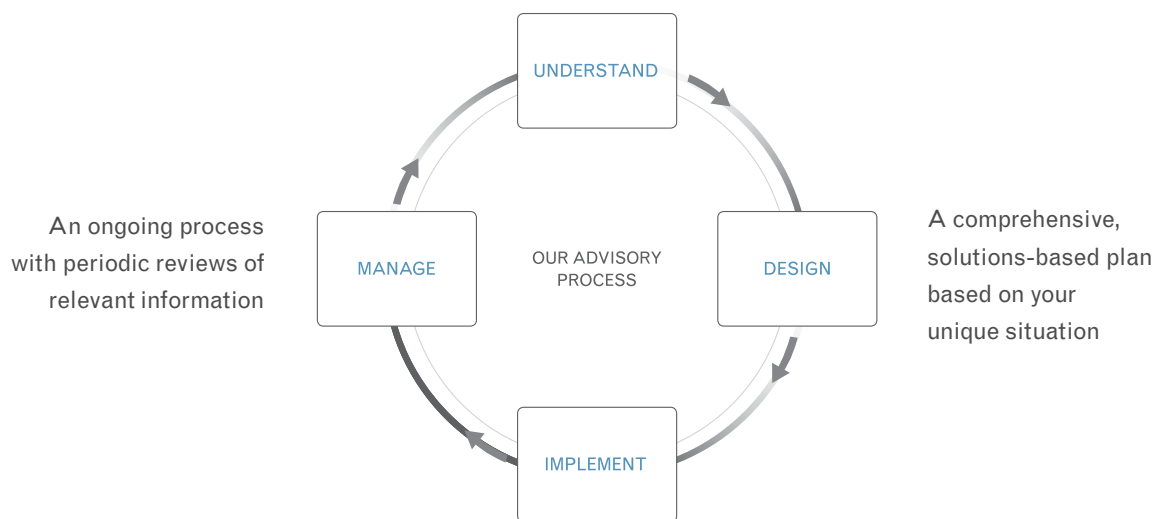 UNDERSTAND
An ongoing process
with periodic reviews of
relevant information
MANAGE
OUR ADVISORY
PROCESS
DESIGN
A comprehensive,
solutions-based plan
based on your
unique situation
IMPLEMENT